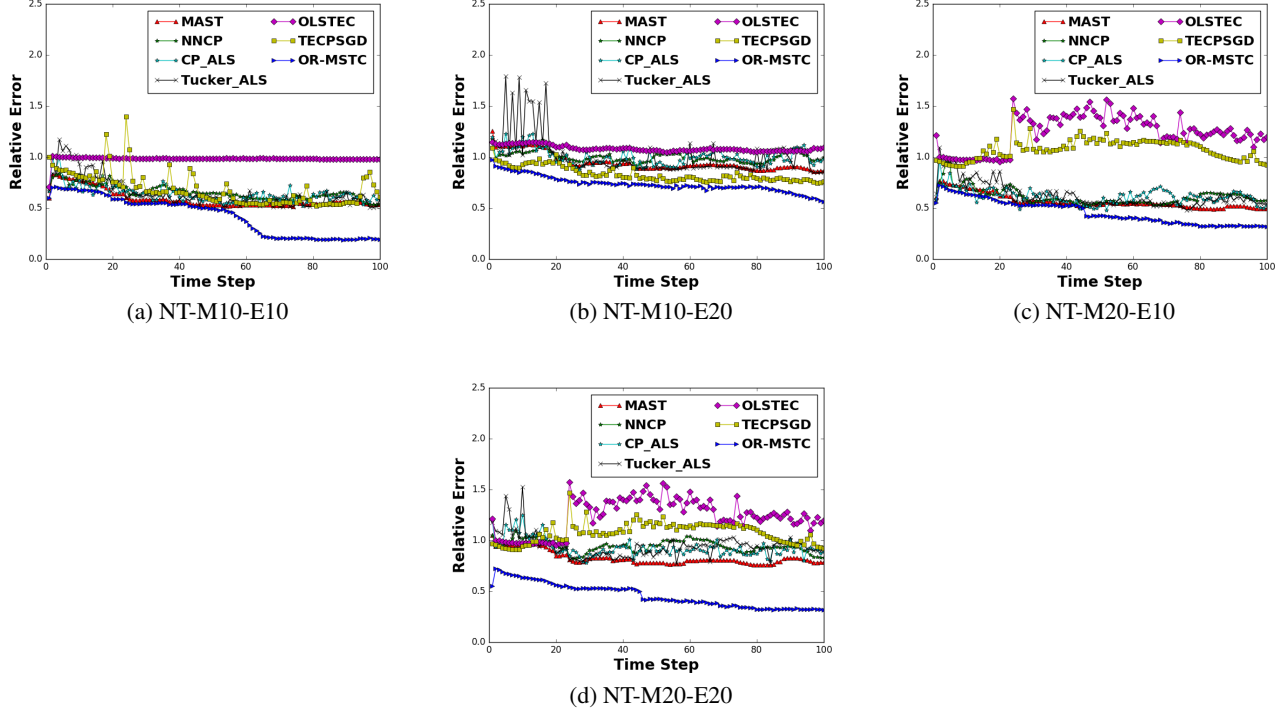 2.5
2.0
1.5
1.0
0.5
0.0
Relative Error
MAST
NNCP
CP_ALS
Tucker_ALS
OLSTEC
TECPSGD
OR-MSTC
0 20 40 60 80 100
Time Step
(a) NT-M10-E10
2.5
2.0
1.5
1.0
0.5
0.0
Relative Error
MAST
NNCP
CP_ALS
Tucker_ALS
OLSTEC
TECPSGD
OR-MSTC
0 20 40 60 80 100
Time Step
(b) NT-M10-E20
2.5
2.0
1.5
1.0
0.5
0.0
Relative Error
MAST
NNCP
CP_ALS
Tucker_ALS
OLSTEC
TECPSGD
OR-MSTC
0 20 40 60 80 100
Time Step
(c) NT-M20-E10
2.5
2.0
1.5
1.0
0.5
0.0
Relative Error
MAST
NNCP
CP_ALS
Tucker_ALS
OLSTEC
TECPSGD
OR-MSTC
0 20 40 60 80 100
Time Step
(d) NT-M20-E20